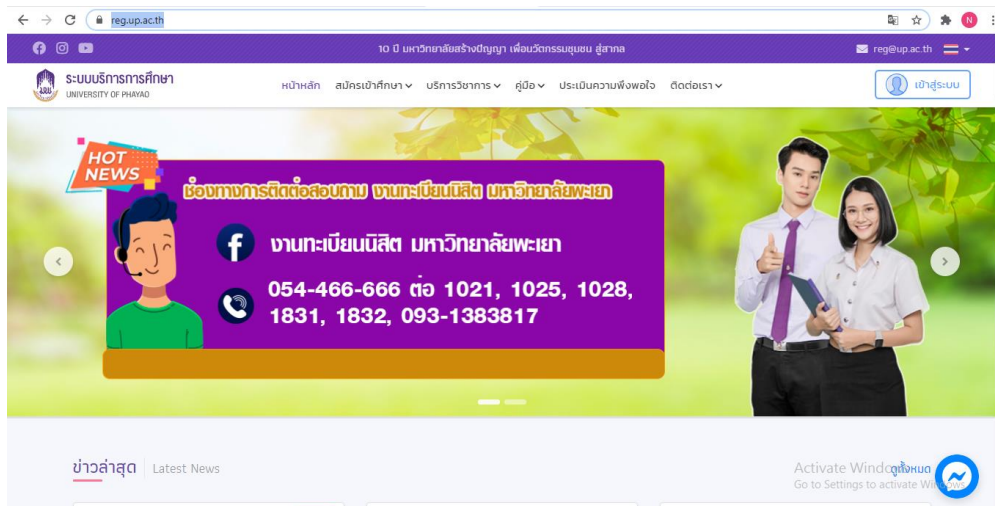 reg.up.ac.th
N
10 ปี มหาวิทยาลัยสร้างปัญญา เพื่อนวัตกรรมชุมชน สู่สากล
reg@up.ac.th
ระบบบริการการศึกษา
UNIVERSITY OF PHAYAO
หน้าหลัก สมัครเข้าศึกษา บริการวิชาการ คู่มือ ประเมินความพึงพอใจ ติดต่อเรา
เข้าสู่ระบบ
HOT
NEWS
ช่องทางการติดต่อสอบถาม งานทะเบียนนิสิต มหาวิทยาลัยพะเยา
งานทะเบียนนิสิต มหาวิทยาลัยพะเยา
054-466-666 ต่อ 1021, 1025, 1028,
1831, 1832, 093-1383817
ข่าวล่าสุด Latest News
ดูทั้งหมด
Activate Windows
Go to Settings to activate Windows.